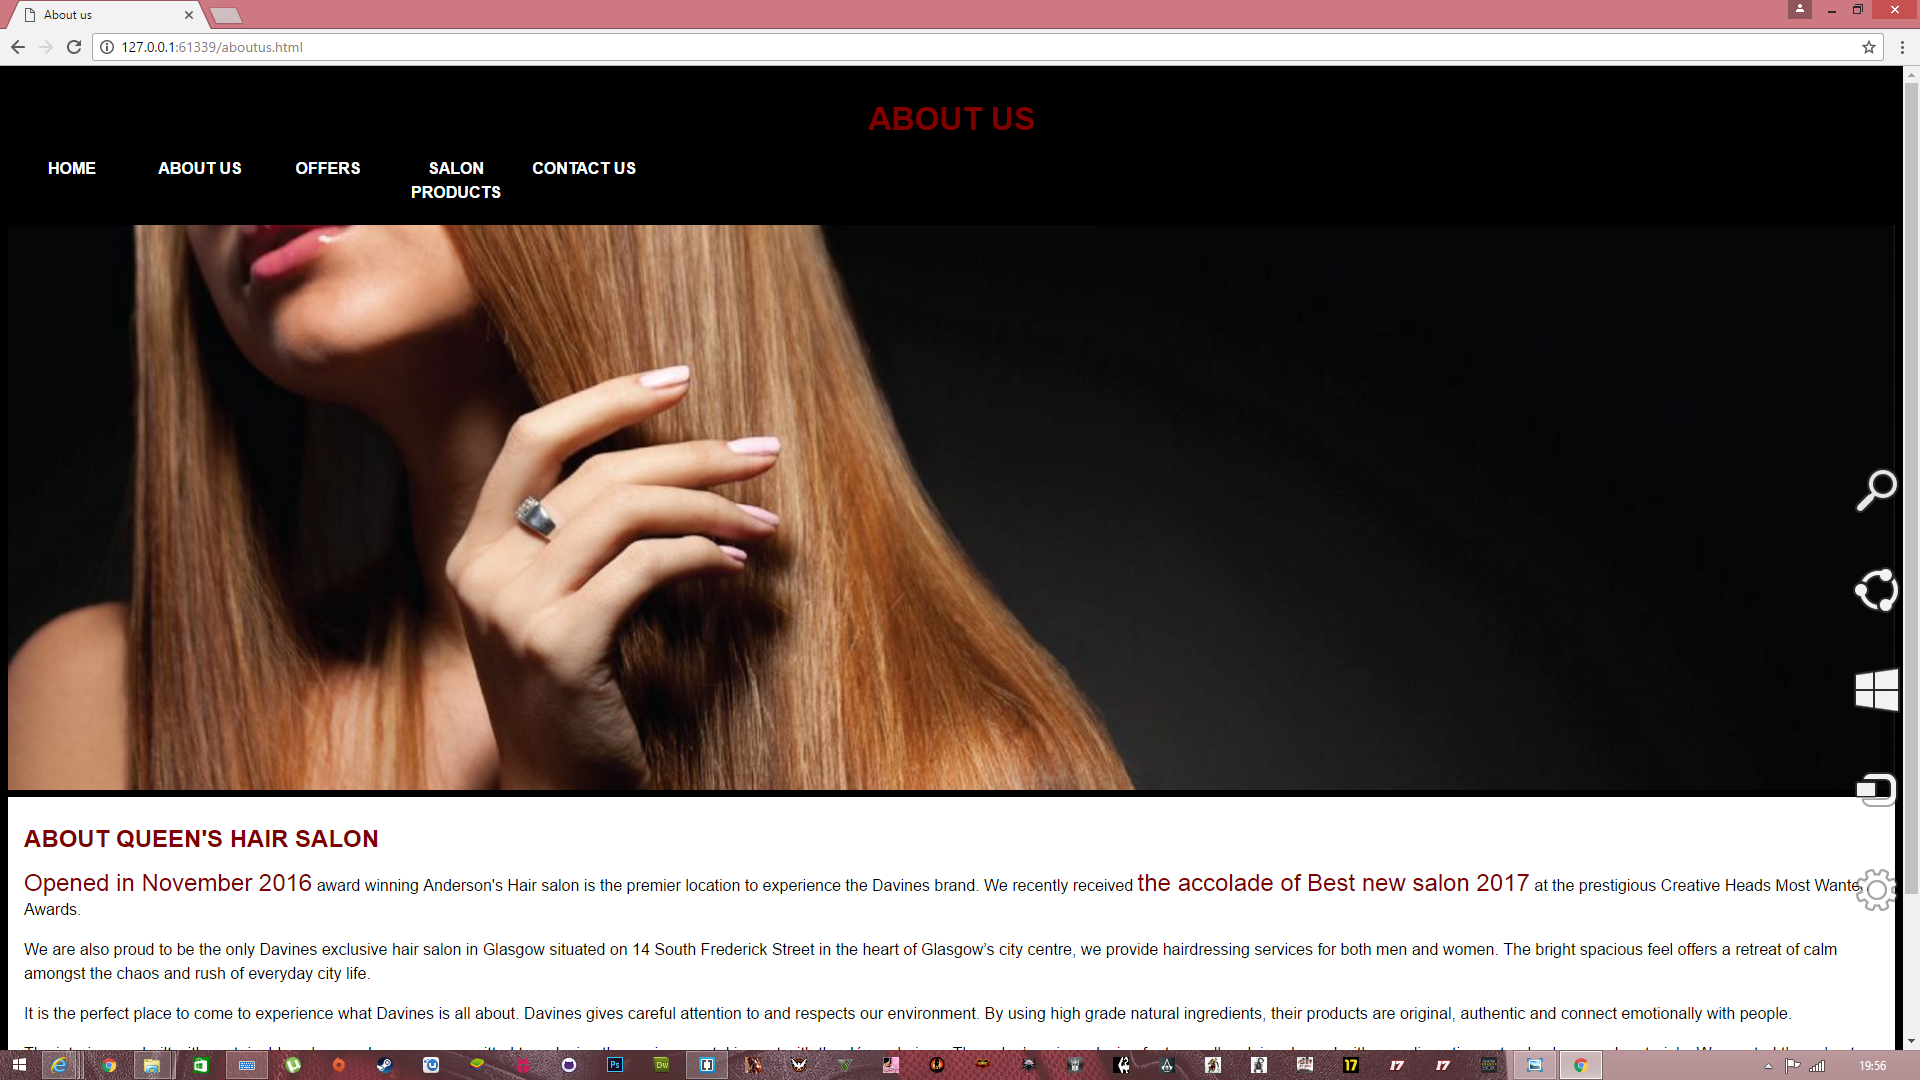 About us
127.0.0.1:61339/aboutus.html
ABOUT US
HOME ABOUT US OFFERS SALON PRODUCTS CONTACT US
ABOUT QUEEN'S HAIR SALON
Opened in November 2016 award winning Anderson's Hair salon is the premier location to experience the Davines brand. We recently received the accolade of Best new salon 2017 at the prestigious Creative Heads Most Wante
Awards.
We are also proud to be the only Davines exclusive hair salon in Glasgow situated on 14 South Frederick Street in the heart of Glasgow’s city centre, we provide hairdressing services for both men and women. The bright spacious feel offers a retreat of calm
amongst the chaos and rush of everyday city life.
It is the perfect place to come to experience what Davines is all about. Davines gives careful attention to and respects our environment. By using high grade natural ingredients, their products are original, authentic and connect emotionally with people.
Ps Dw 17 17 17 19:56